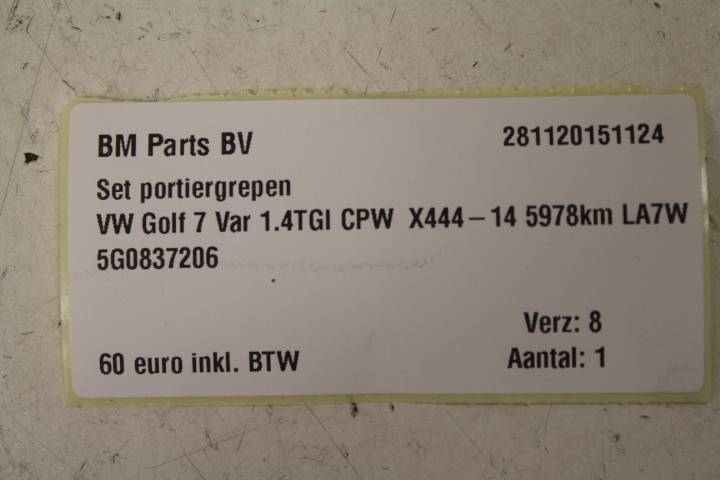 BM Parts BV 281120151124
Set portiergrepen
VW Golf 7 Var 1.4TGI CPW X444-14 5978km LA7W
5G0837206
Verz: 8
60 euro inkl. BTW Aantal: 1